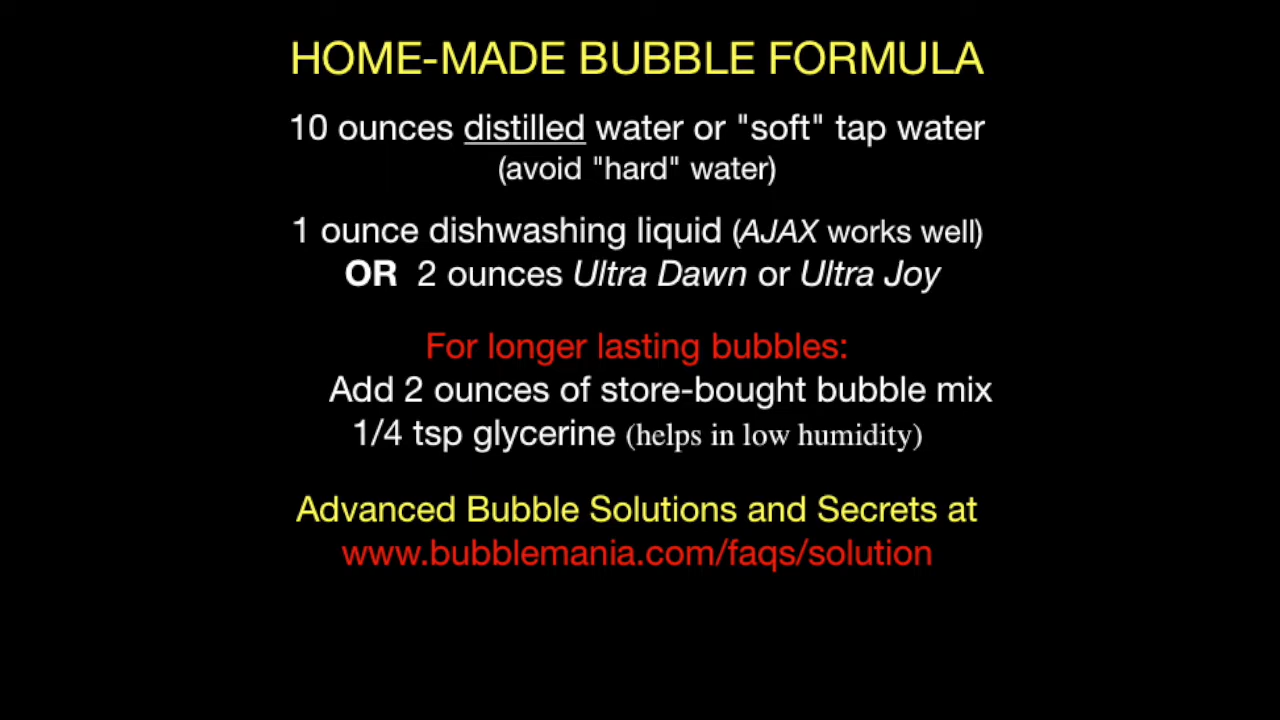 HOME-MADE BUBBLE FORMULA
10 ounces distilled water or "soft" tap water
(avoid "hard" water)
1 ounce dishwashing liquid (AJAX works well)
OR 2 ounces Ultra Dawn or Ultra Joy
For longer lasting bubbles:
Add 2 ounces of store-bought bubble mix
1/4 tsp glycerine (helps in low humidity)
Advanced Bubble Solutions and Secrets at
www.bubblemania.com/faqs/solution